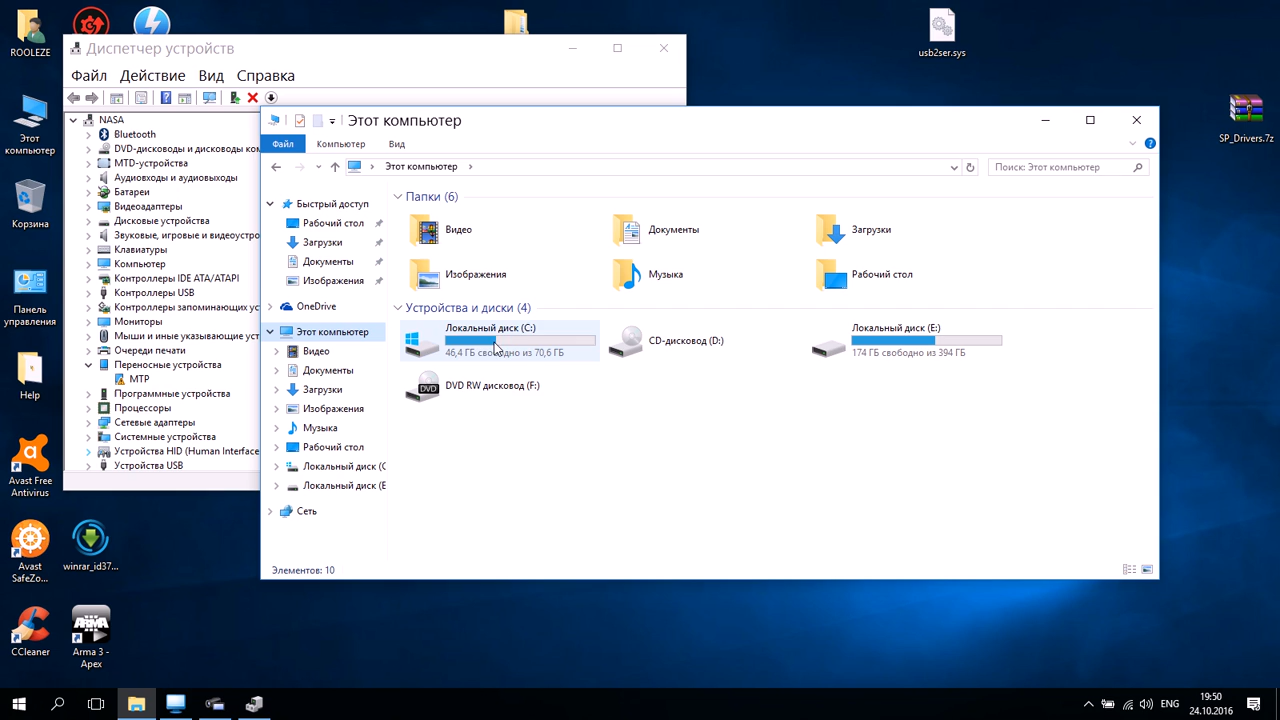 ROOLEZE
usb2ser.sys
Этот
компьютер
SP_Drivers.7z
Корзина
Панель
управления
Help
Avast Free
Antivirus
Avast
SafeZo...
winrar_id37...
CCleaner
Arma 3 -
Apex
Диспетчер устройств
Файл Действие Вид Справка
NASA
Bluetooth
DVD-дисководы и дисководы ком
MTD-устройства
Аудиовходы и аудиовыходы
Батареи
Видеоадаптеры
Дисковые устройства
Звуковые, игровые и видеоустро
Клавиатуры
Компьютер
Контроллеры IDE ATA/ATAPI
Контроллеры USB
Контроллеры запоминающих ус
Мониторы
Мыши и иные указывающие уст
Очереди печати
Переносные устройства
MTP
Программные устройства
Процессоры
Сетевые адаптеры
Системные устройства
Устройства HID (Human Interface
Устройства USB
Этот компьютер
Файл Компьютер Вид
Этот компьютер
Поиск: Этот компьютер
Быстрый доступ
Рабочий стол
Загрузки
Документы
Изображения
OneDrive
Этот компьютер
Видео
Документы
Загрузки
Изображения
Музыка
Рабочий стол
Локальный диск (C
Локальный диск (E
Сеть
Папки (6)
Видео Документы Загрузки
Изображения Музыка Рабочий стол
Устройства и диски (4)
Локальный диск (C:)
46,4 ГБ свободно из 70,6 ГБ
CD-дисковод (D:)
Локальный диск (E:)
174 ГБ свободно из 394 ГБ
DVD
DVD RW дисковод (F:)
Элементов: 10
ARMA
ENG
19:50
24.10.2016